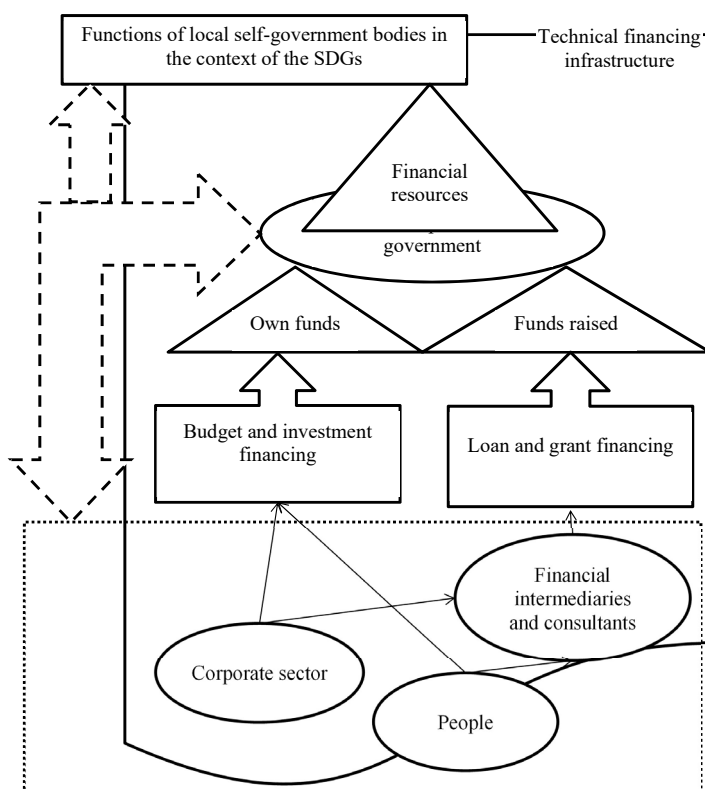 Functions of local self-government bodies in
the context of the SDGs
Technical financing
infrastructure
Financial
resources
government
Own funds
Funds raised
Budget and investment
financing
Loan and grant financing
Financial
intermediaries
and consultants
Corporate sector
People